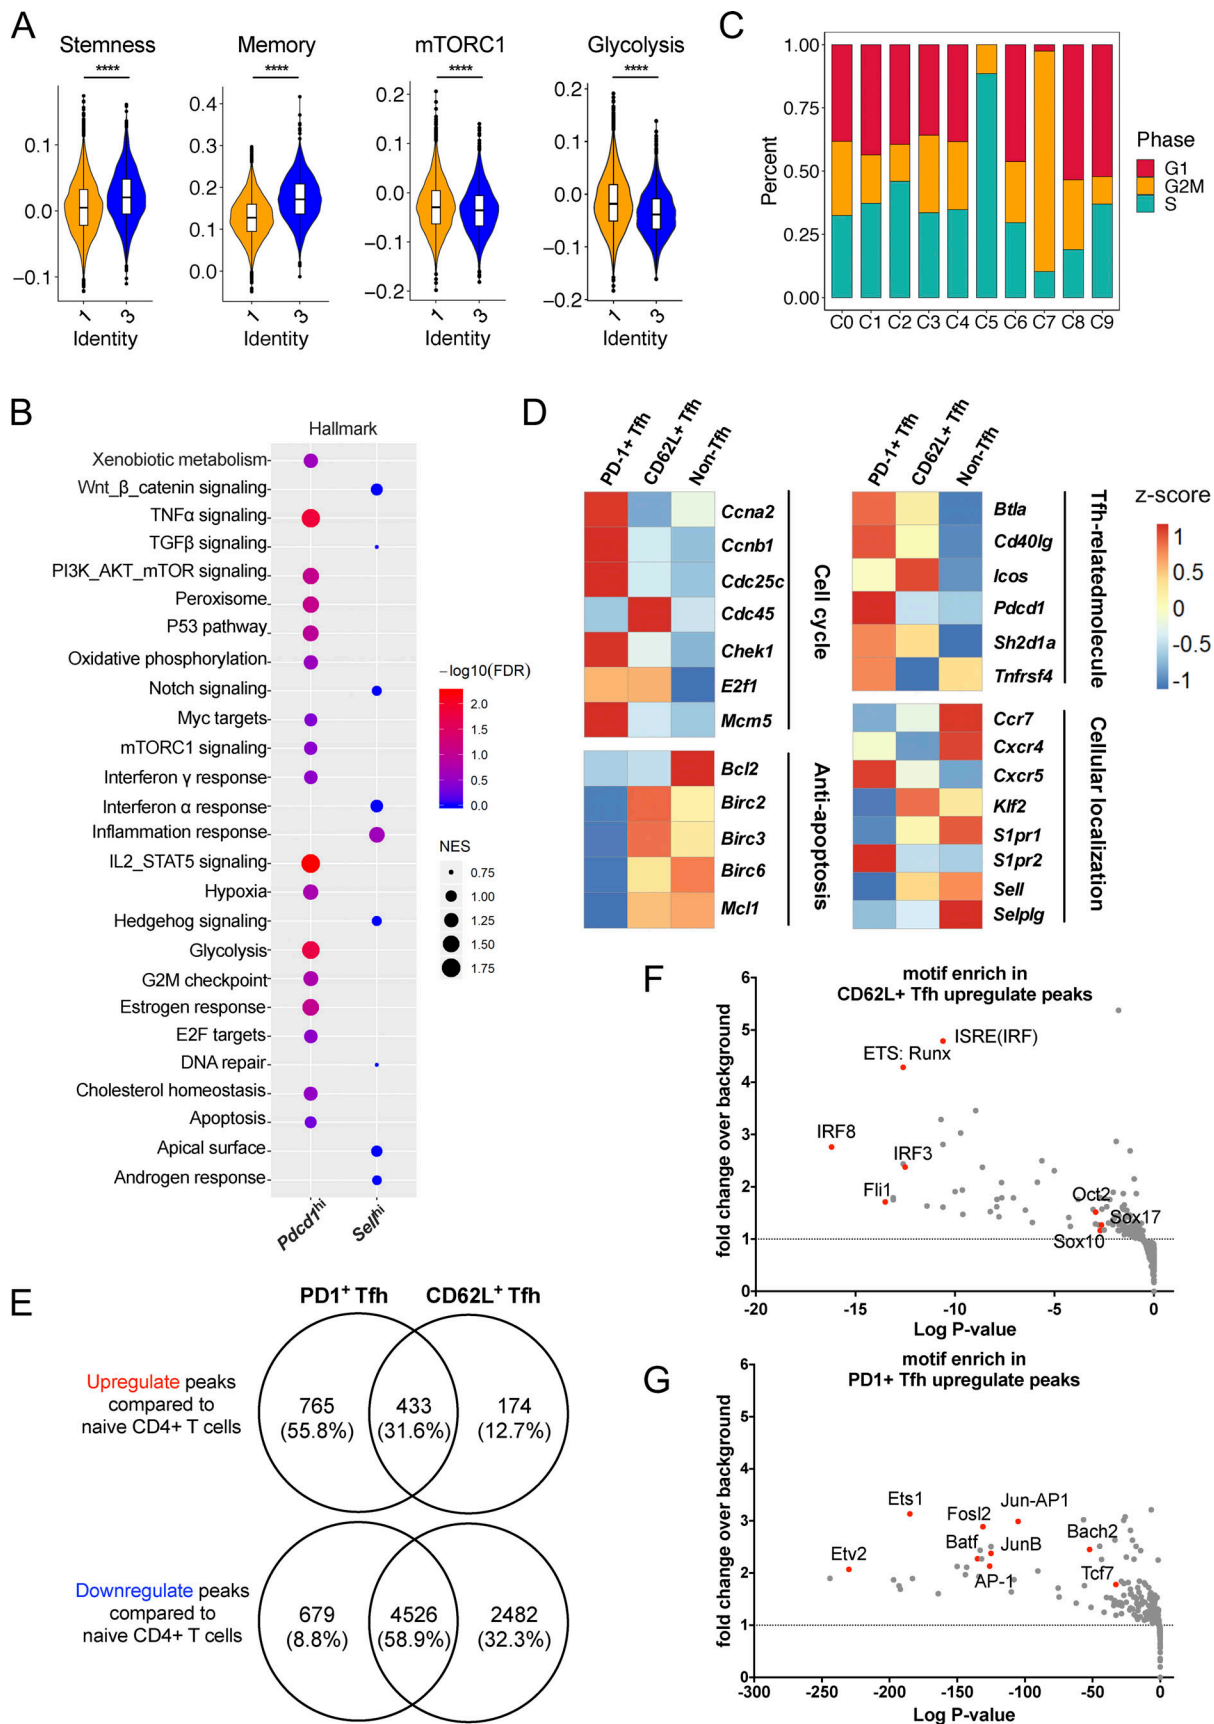 A
Stemness
Memory
mTORC1
Glycolysis
****
****
****
****
0.1
0.0
−0.1
0.4
0.3
0.2
0.1
0.0
0.2
0.1
0.0
−0.1
−0.2
0.1
0.0
−0.1
−0.2
1 3
1 3
1 3
1 3
Identity
Identity
Identity
Identity
C
Percent
1.00
0.75
0.50
0.25
0.00
C0 C1 C2 C3 C4 C5 C6 C7 C8 C9
Phase
G1
G2M
S
B
Hallmark
Xenobiotic metabolism
Wnt_β_catenin signaling
TNFα signaling
TGFβ signaling
PI3K_AKT_mTOR signaling
Peroxisome
P53 pathway
Oxidative phosphorylation
Notch signaling
Myc targets
mTORC1 signaling
Interferon γ response
Interferon α response
Inflammation response
IL2_STAT5 signaling
Hypoxia
Hedgehog signaling
Glycolysis
G2M checkpoint
Estrogen response
E2F targets
DNA repair
Cholesterol homeostasis
Apoptosis
Apical surface
Androgen response
Pdcd1hi
Sellhi
−log10(FDR)
2.0
1.5
1.0
0.5
0.0
NES
0.75
1.00
1.25
1.50
1.75
D
PD-1+ Tfh
CD62L+ Tfh
Non-Tfh
Ccna2
Ccnb1
Cdc25c
Cdc45
Chek1
E2f1
Mcm5
Cell cycle
Bcl2
Birc2
Birc3
Birc6
Mcl1
Anti-apoptosis
PD-1+ Tfh
CD62L+ Tfh
Non-Tfh
Btla
Cd40lg
Icos
Pdcd1
Sh2d1a
Tnfrsf4
Tfh-relatedmolecule
Ccr7
Cxcr4
Cxcr5
Klf2
S1pr1
S1pr2
Sell
Selplg
Cellular localization
z-score
1
0.5
0
-0.5
-1
E
PD1+ Tfh
CD62L+ Tfh
Upregulate peaks
compared to
naive CD4+ T cells
765
(55.8%)
433
(31.6%)
174
(12.7%)
Downregulate peaks
compared to
naive CD4+ T cells
679
(8.8%)
4526
(58.9%)
2482
(32.3%)
F
motif enrich in
CD62L+ Tfh upregulate peaks
fold change over background
6
5
4
3
2
1
0
ISRE(IRF)
ETS: Runx
IRF8
IRF3
Fli1
Oct2
Sox17
Sox10
-20 -15 -10 -5 0
Log P-value
G
motif enrich in
PD1+ Tfh upregulate peaks
fold change over background
6
5
4
3
2
1
0
Ets1
Fosl2
Jun-AP1
Batf
JunB
Bach2
Etv2
AP-1
Tcf7
-300 -250 -200 -150 -100 -50 0
Log P-value